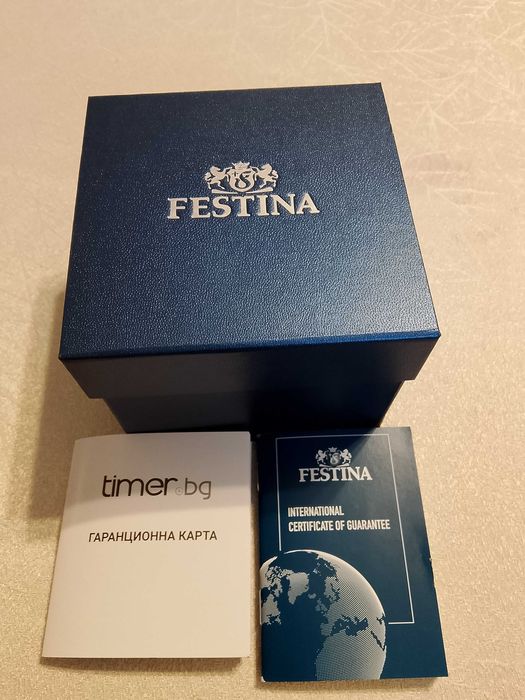 FESTINA
timer.bg
ГАРАНЦИОННА КАРТА
FESTINA
INTERNATIONAL
CERTIFICATE OF GUARANTEE